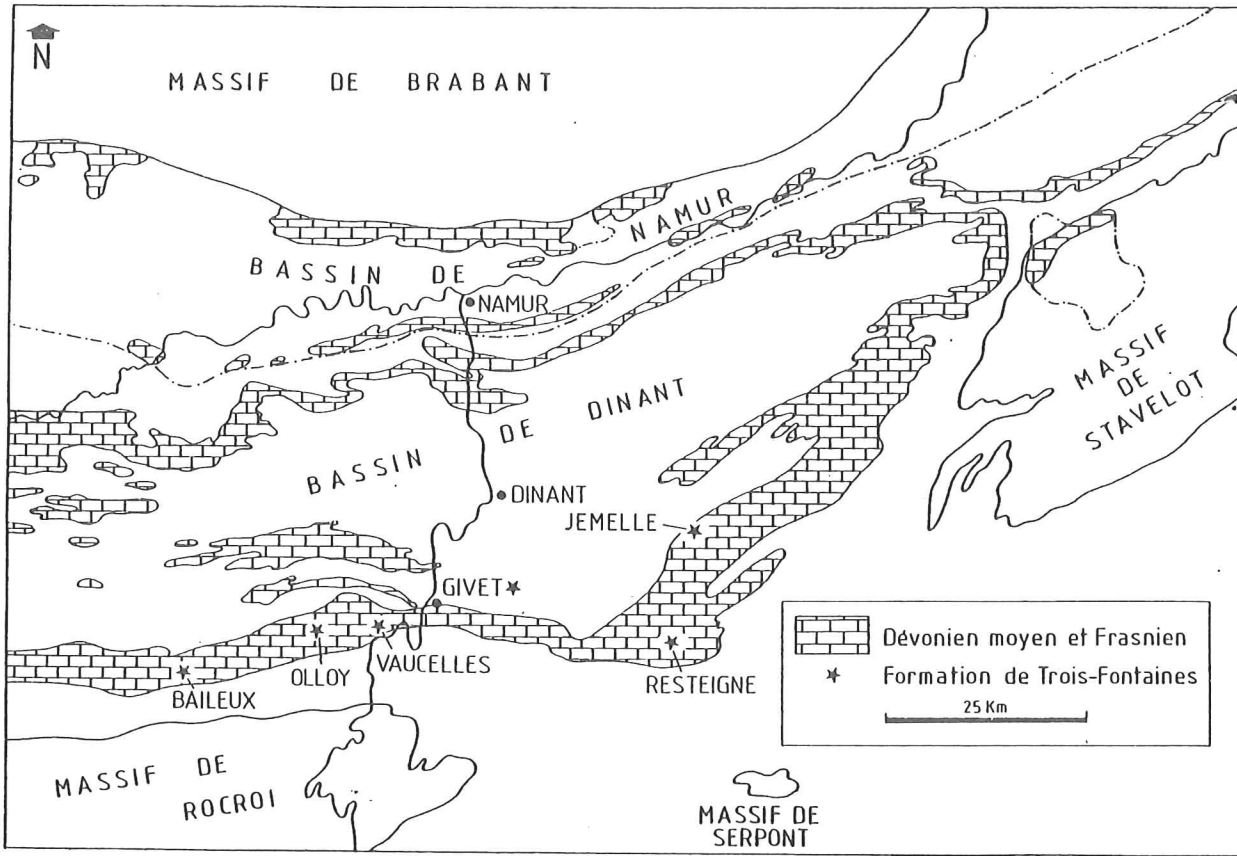 N
MASSIF DE BRABANT
BASSIN DE NAMUR
NAMUR
BASSIN DE DINANT
MASSIF
DE
STAVELOT
DINANT
JEMELLE
GIVET
OLLOY
VAUCELLES
BAILEUX
RESTEIGNE
Dévonien moyen et Frasnien
Formation de Trois-Fontaines
25 Km
MASSIF DE
ROCROI
MASSIF DE
SERPONT